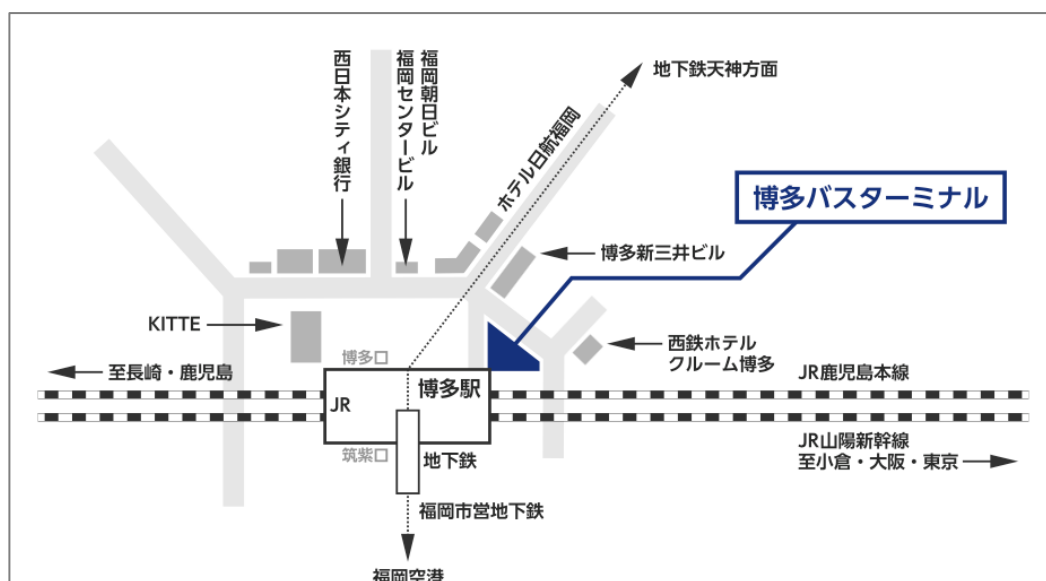 西日本シティ銀行
福岡センタービル
福岡朝日ビル
ホテル日航福岡
地下鉄天神方面
博多バスターミナル
博多新三井ビル
KITTE
西鉄ホテル
クルーム博多
博多口
至長崎・鹿児島
博多駅
JR
JR鹿児島本線
筑紫口
地下鉄
JR山陽新幹線
至小倉・大阪・東京
福岡市営地下鉄
福岡空港